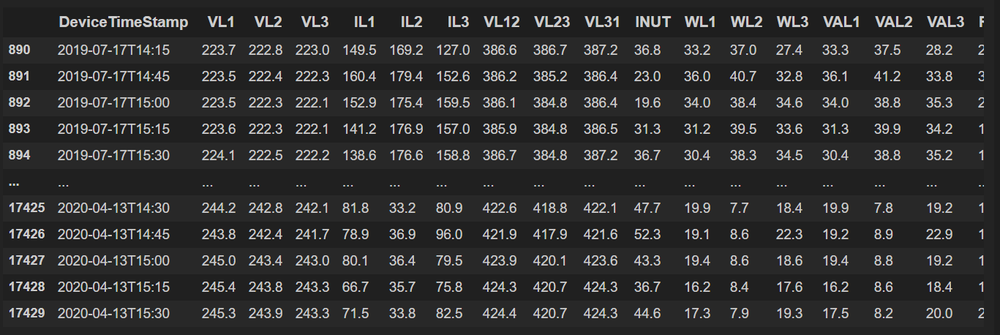 DeviceTimeStamp VL1 VL2 VL3 IL1 IL2 IL3 VL12 VL23 VL31 INUT WL1 WL2 WL3 VAL1 VAL2 VAL3
890 2019-07-17T14:15 223.7 222.8 223.0 149.5 169.2 127.0 386.6 386.7 387.2 36.8 33.2 37.0 27.4 33.3 37.5 28.2 2
891 2019-07-17T14:45 223.5 222.4 222.3 160.4 179.4 152.6 386.2 385.2 386.4 23.0 36.0 40.7 32.8 36.1 41.2 33.8 3
892 2019-07-17T15:00 223.5 222.3 222.1 152.9 175.4 159.5 386.1 384.8 386.4 19.6 34.0 38.4 34.6 34.0 38.8 35.3 2
893 2019-07-17T15:15 223.6 222.3 222.1 141.2 176.9 157.0 385.9 384.8 386.5 31.3 31.2 39.5 33.6 31.3 39.9 34.2 1
894 2019-07-17T15:30 224.1 222.5 222.2 138.6 176.6 158.8 386.7 384.8 387.2 36.7 30.4 38.3 34.5 30.4 38.8 35.2 1
... ... ... ... ... ... ... ... ... ... ... ... ... ... ... ... ... ... ...
17425 2020-04-13T14:30 244.2 242.8 242.1 81.8 33.2 80.9 422.6 418.8 422.1 47.7 19.9 7.7 18.4 19.9 7.8 19.2 1
17426 2020-04-13T14:45 243.8 242.4 241.7 78.9 36.9 96.0 421.9 417.9 421.6 52.3 19.1 8.6 22.3 19.2 8.9 22.9 1
17427 2020-04-13T15:00 245.0 243.4 243.0 80.1 36.4 79.5 423.9 420.1 423.6 43.3 19.4 8.6 18.6 19.4 8.8 19.2 1
17428 2020-04-13T15:15 245.4 243.8 243.3 66.7 35.7 75.8 424.3 420.7 424.3 36.7 16.2 8.4 17.6 16.2 8.6 18.4 1
17429 2020-04-13T15:30 245.3 243.9 243.3 71.5 33.8 82.5 424.4 420.7 424.3 44.6 17.3 7.9 19.3 17.5 8.2 20.0 2